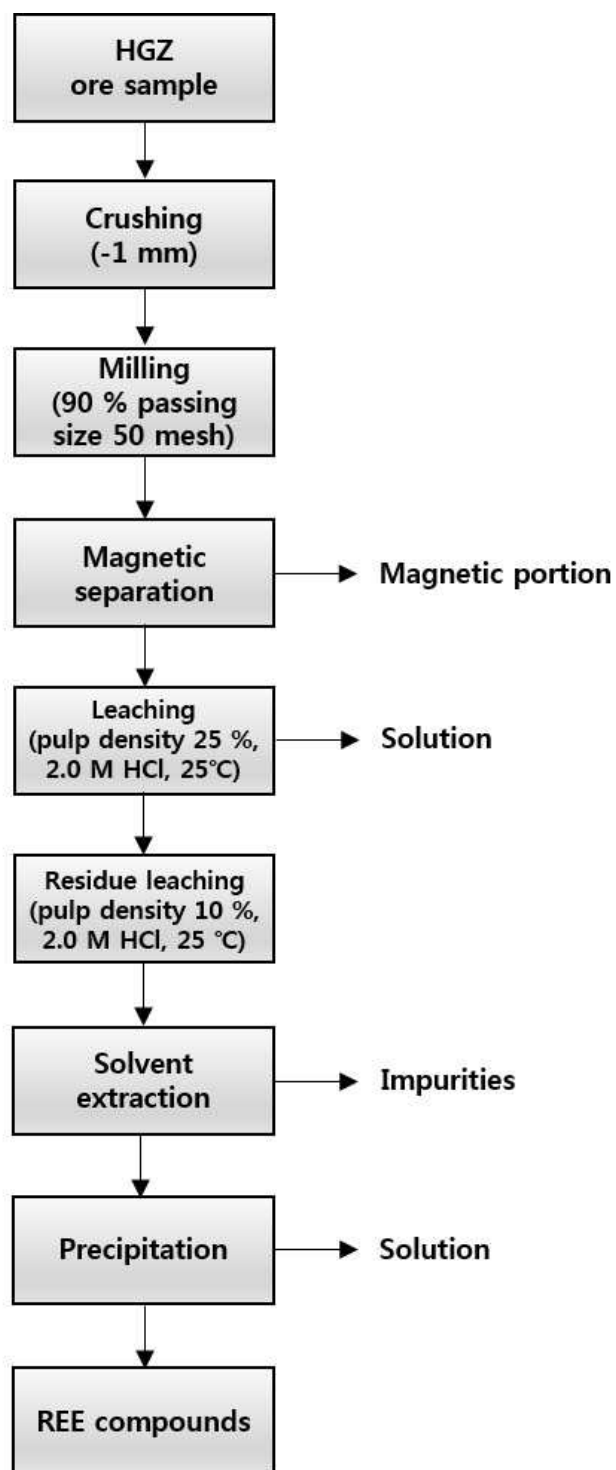 HGZ
ore sample
Crushing
(-1 mm)
Milling
(90 % passing
size 50 mesh)
Magnetic
separation
Magnetic portion
Leaching
(pulp density 25 %,
2.0 M HCl, 25℃)
Solution
Residue leaching
(pulp density 10 %,
2.0 M HCl, 25 ℃)
Solvent
extraction
Impurities
Precipitation
Solution
REE compounds